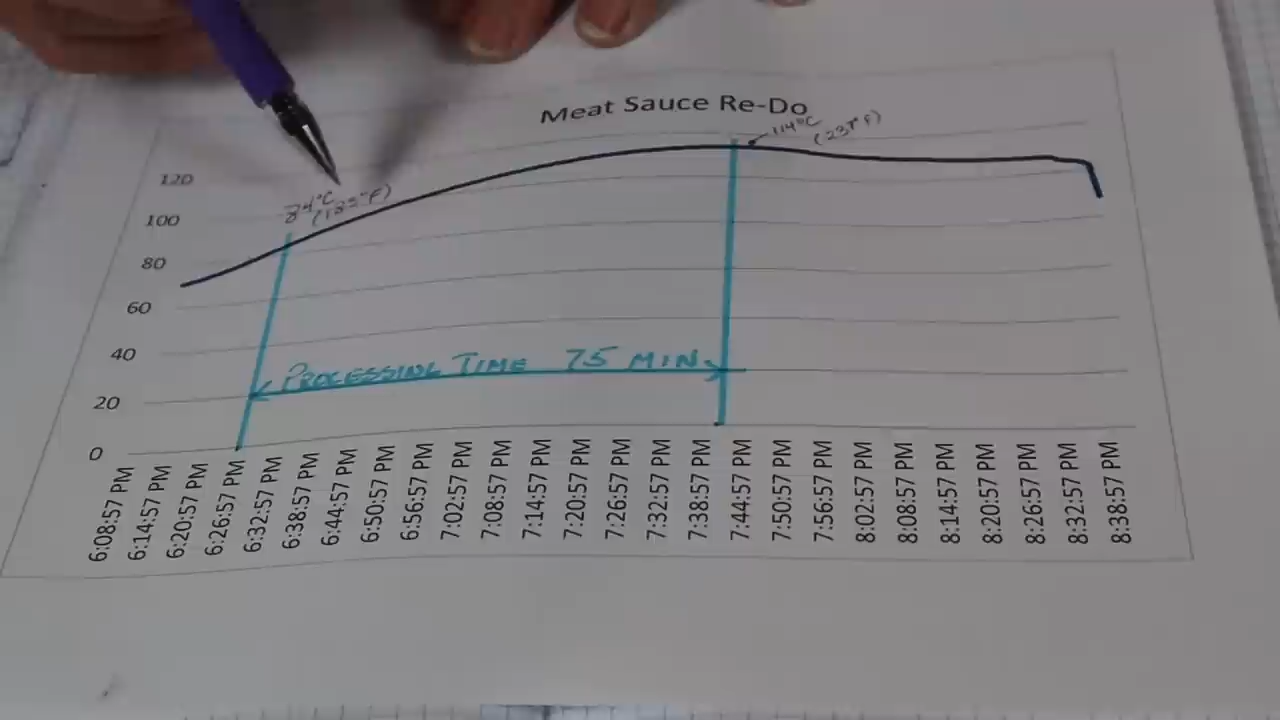 Meat Sauce Re-Do
114°C
(237°F)
84°C
(183°F)
120
100
80
60
40
20
0
PROCESSING TIME 75 MIN
6:08:57 PM
6:14:57 PM
6:20:57 PM
6:26:57 PM
6:32:57 PM
6:38:57 PM
6:44:57 PM
6:50:57 PM
6:56:57 PM
7:02:57 PM
7:08:57 PM
7:14:57 PM
7:20:57 PM
7:26:57 PM
7:32:57 PM
7:38:57 PM
7:44:57 PM
7:50:57 PM
7:56:57 PM
8:02:57 PM
8:08:57 PM
8:14:57 PM
8:20:57 PM
8:26:57 PM
8:32:57 PM
8:38:57 PM